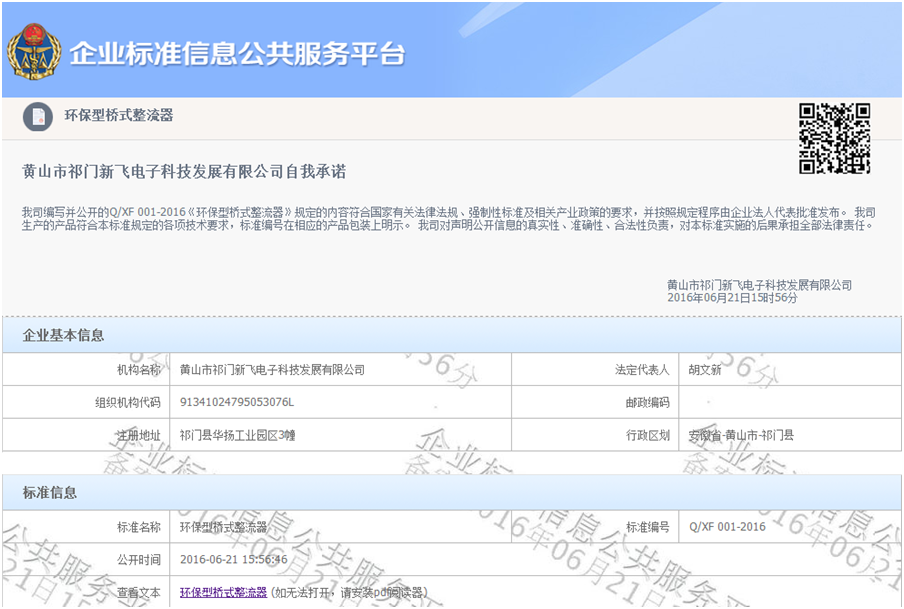 企业标准信息公共服务平台
环保型桥式整流器
黄山市祁门新飞电子科技发展有限公司自我承诺
我司编写并公开的Q/XF 001-2016《环保型桥式整流器》规定的内容符合国家有关法律法规、强制性标准及相关产业政策的要求，并按照规定程序由企业法人代表批准发布。 我司
生产的产品符合本标准规定的各项技术要求，标准编号在相应的产品包装上明示。 我司对声明公开信息的真实性、准确性、合法性负责，对本标准实施的后果承担全部法律责任。
黄山市祁门新飞电子科技发展有限公司
2016年06月21日15时56分
企业基本信息
机构名称 黄山市祁门新飞电子科技发展有限公司 法定代表人 胡文新
组织机构代码 91341024795053076L 邮政编码
注册地址 祁门县华扬工业园区3幢 行政区划 安徽省-黄山市-祁门县
标准信息
标准名称 环保型桥式整流器 标准编号 Q/XF 001-2016
公开时间 2016-06-21 15:56:46
查看文本 环保型桥式整流器 (如无法打开，请安装pdf阅读器)